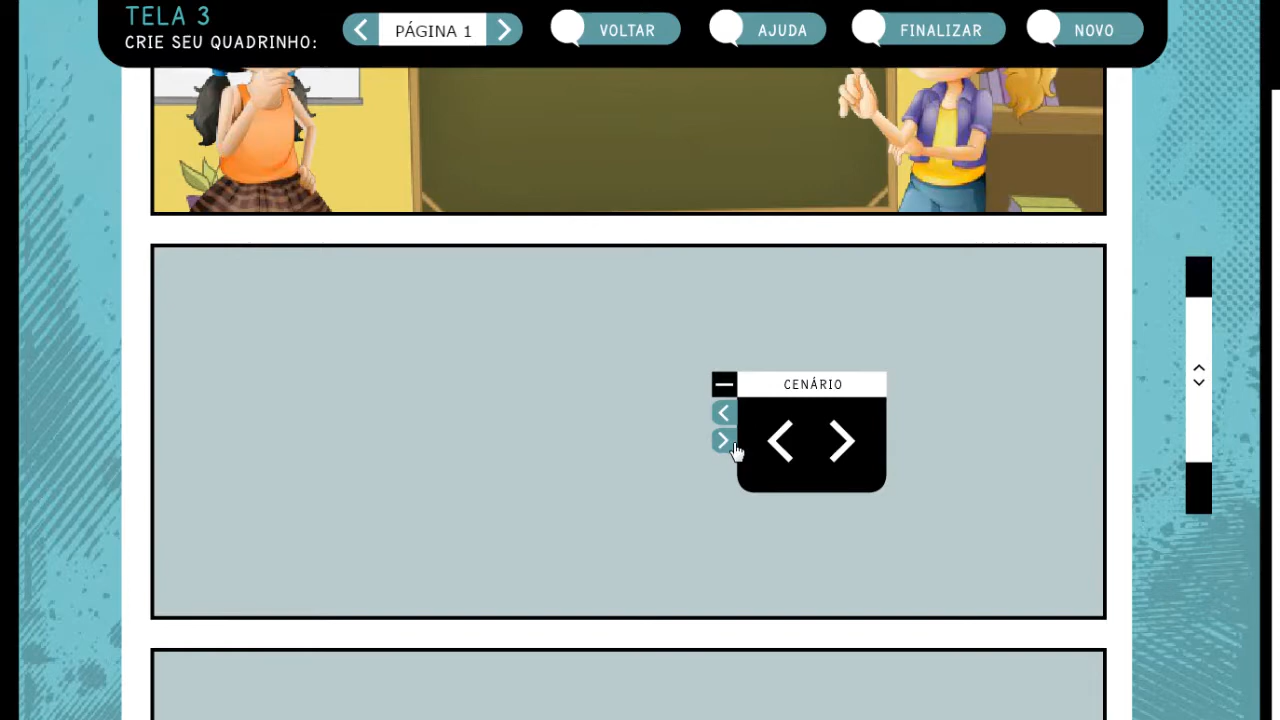 TELA 3
CRIE SEU QUADRINHO:
PÁGINA 1
VOLTAR
AJUDA
FINALIZAR
NOVO
CENÁRIO